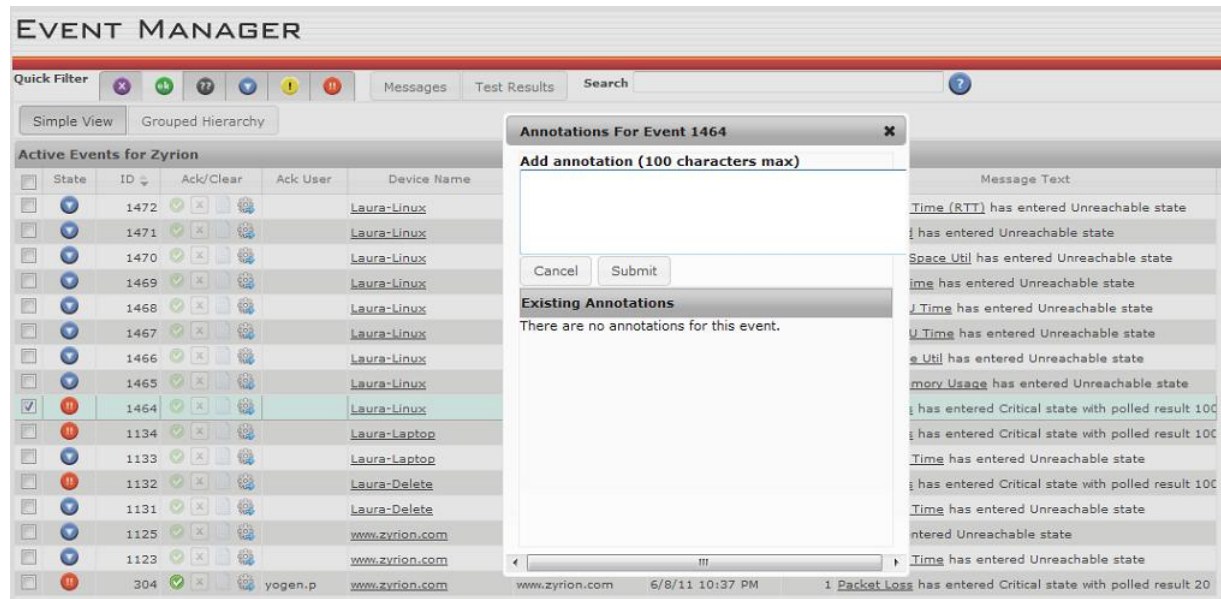 EVENT MANAGER
Quick Filter Messages Test Results Search
Simple View Grouped Hierarchy
Active Events for Zyrion
State ID Ack/Clear Ack User Device Name Message Text
Annotations For Event 1464
Add annotation (100 characters max)
Cancel Submit
Existing Annotations
There are no annotations for this event.
1472 Laura-Linux Time (RTT) has entered Unreachable state
1471 Laura-Linux has entered Unreachable state
1470 Laura-Linux Space Util has entered Unreachable state
1469 Laura-Linux ime has entered Unreachable state
1468 Laura-Linux U Time has entered Unreachable state
1467 Laura-Linux U Time has entered Unreachable state
1466 Laura-Linux e Util has entered Unreachable state
1465 Laura-Linux mory Usage has entered Unreachable state
1464 Laura-Linux has entered Critical state with polled result 100
1134 Laura-Laptop has entered Critical state with polled result 100
1133 Laura-Laptop Time has entered Unreachable state
1132 Laura-Delete has entered Critical state with polled result 100
1131 Laura-Delete Time has entered Unreachable state
1125 www.zyrion.com ntered Unreachable state
1123 www.zyrion.com Time has entered Unreachable state
304 yogen.p www.zyrion.com www.zyrion.com 6/8/11 10:37 PM 1 Packet Loss has entered Critical state with polled result 20